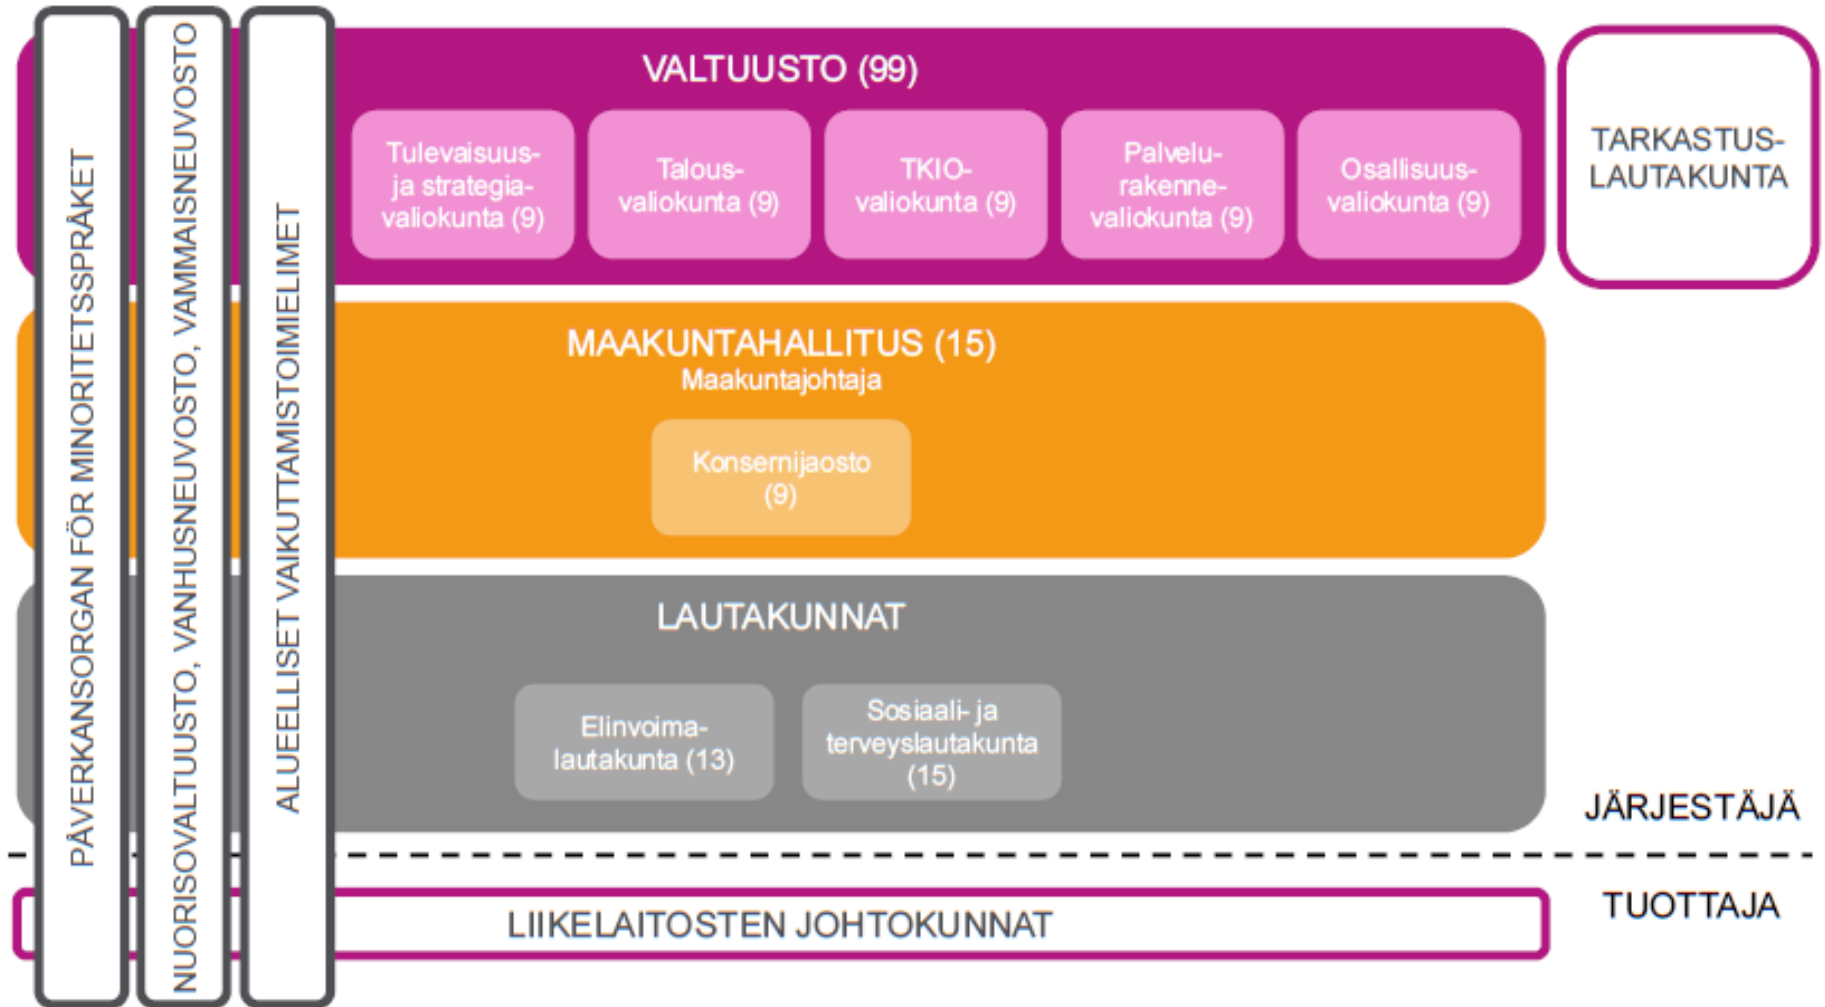 PÅVERKANSORGAN FÖR MINORITETSSPRÅKET
NUORISOVALTUUSTO, VANHUSNEUVOSTO, VAMMAISNEUVOSTO
ALUEELLISET VAIKUTTAMISTOIMIELIMET
VALTUUSTO (99)
Tulevaisuus-
ja strategia-
valiokunta (9)
Talous-
valiokunta (9)
TKIO-
valiokunta (9)
Palvelu-
rakenne-
valiokunta (9)
Osallisuus-
valiokunta (9)
TARKASTUS-
LAUTAKUNTA
MAAKUNTAHALLITUS (15)
Maakuntajohtaja
Konsernijaosto
(9)
LAUTAKUNNAT
Elinvoima-
lautakunta (13)
Sosiaali- ja
terveyslautakunta
(15)
JÄRJESTÄJÄ
TUOTTAJA
LIIKELAITOSTEN JOHTOKUNNAT